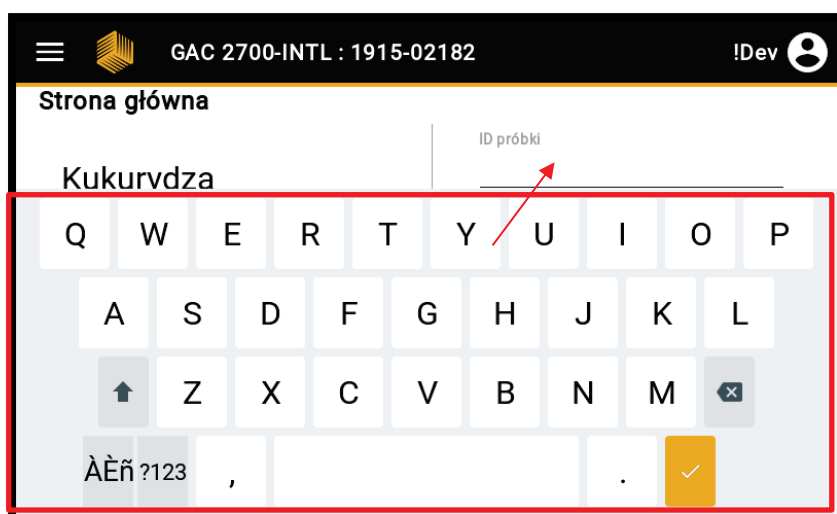 GAC 2700-INTL : 1915-02182 !Dev
Strona główna
ID próbki
Kukurydza
Q W E R T Y U I O P
A S D F G H J K L
Z X C V B N M
ÀÈñ ?123 , .